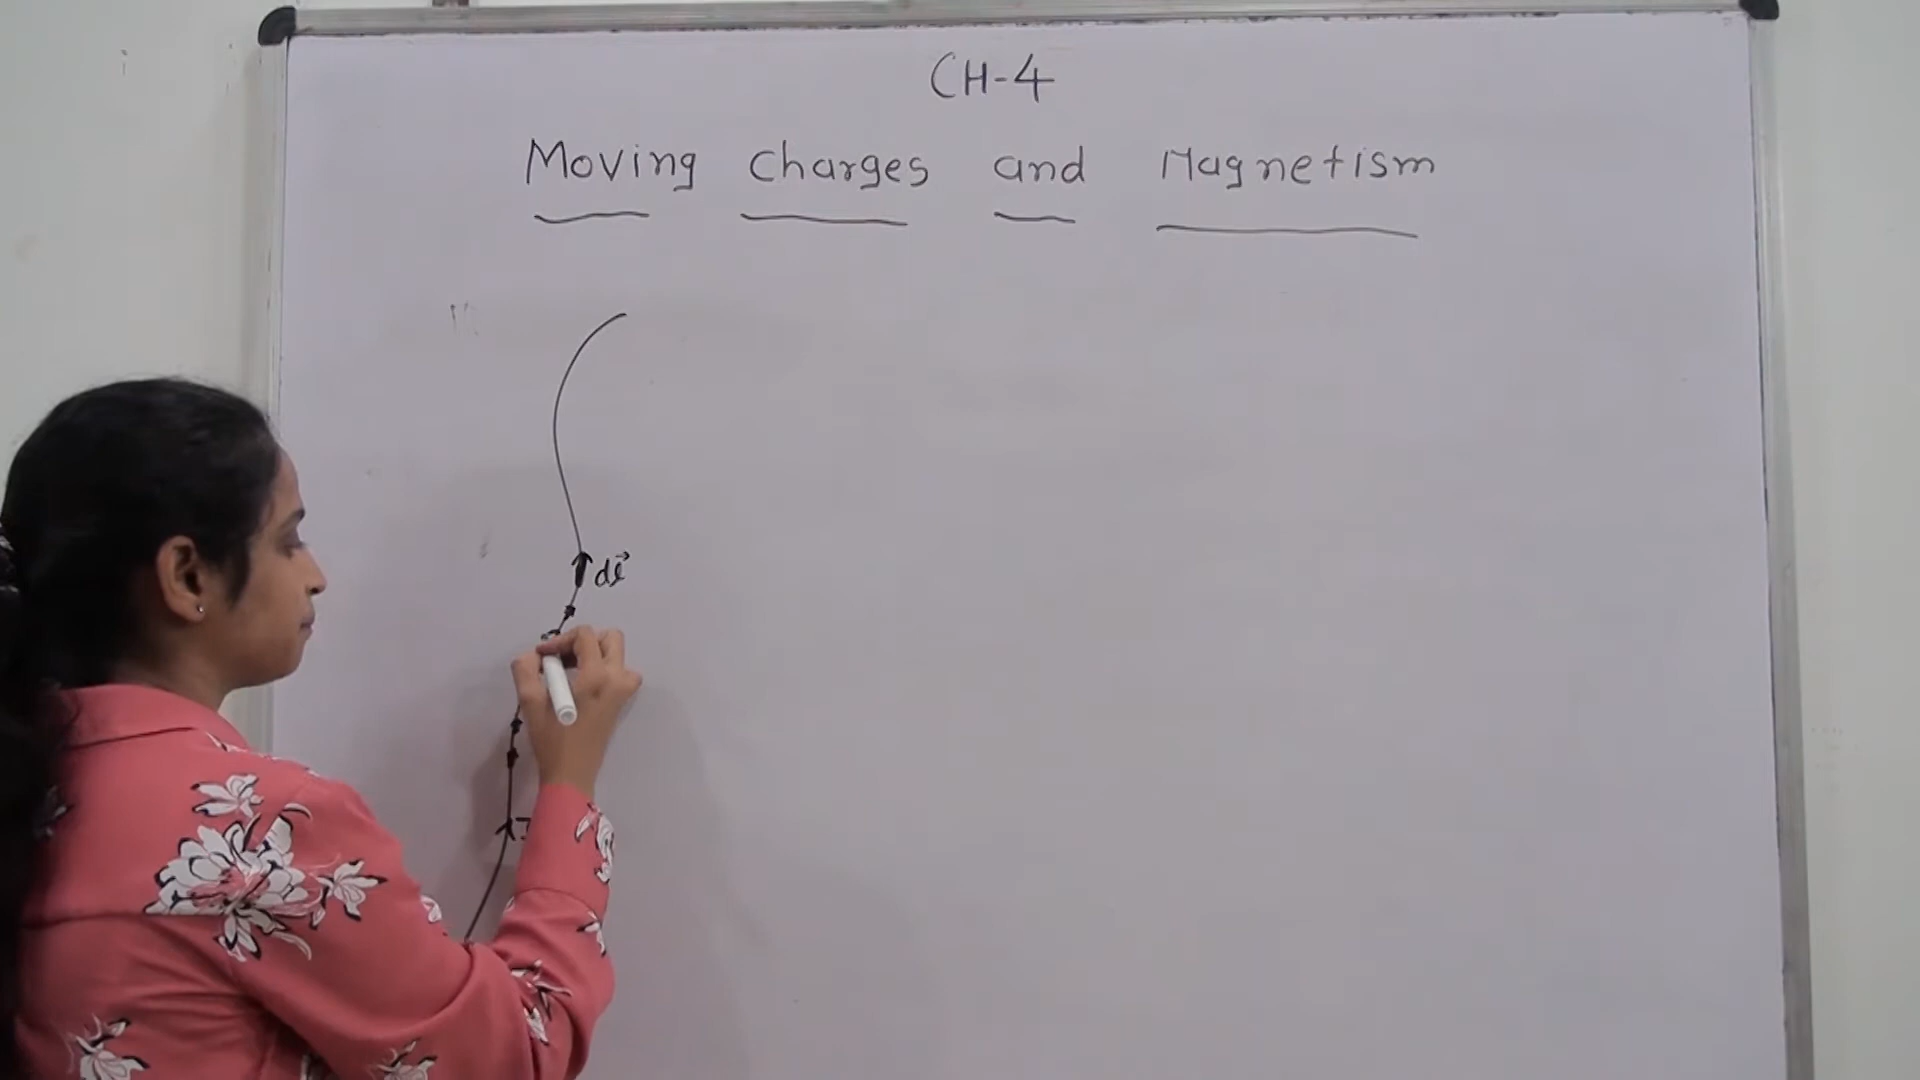 CH-4
Moving charges and Magnetism
dl⃗
I